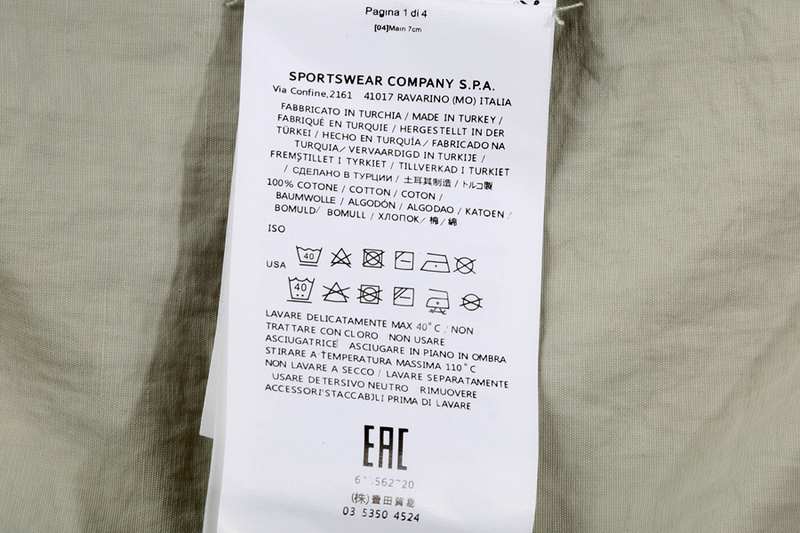 Pagina 1 di 4
[04]Main 7cm
SPORTSWEAR COMPANY S.P.A.
Via Confine,2161 41017 RAVARINO (MO) ITALIA
FABBRICATO IN TURCHIA / MADE IN TURKEY /
FABRIQUÉ EN TURQUIE / HERGESTELLT IN DER
TÜRKEI / HECHO EN TURQUÍA / FABRICADO NA
TURQUIA / VERVAARDIGD IN TURKIJE /
FREMSTILLET I TYRKIET / TILLVERKAD I TURKIET
/ СДЕЛАНО В ТУРЦИИ / 土耳其制造 / トルコ製
100% COTONE / COTTON / COTON /
BAUMWOLLE / ALGODÓN / ALGODAO / KATOEN /
BOMULD / BOMULL / ХЛОПОК / 棉 / 綿
ISO
40
USA
40
LAVARE DELICATAMENTE MAX 40°C / NON
TRATTARE CON CLORO NON USARE
ASCIUGATRICE ASCIUGARE IN PIANO IN OMBRA
STIRARE A TEMPERATURA MASSIMA 110°C
NON LAVARE A SECCO / LAVARE SEPARATAMENTE
USARE DETERSIVO NEUTRO RIMUOVERE
ACCESSORI STACCABILI PRIMA DI LAVARE
EAC
(株)豊田貿易
03 5350 4524